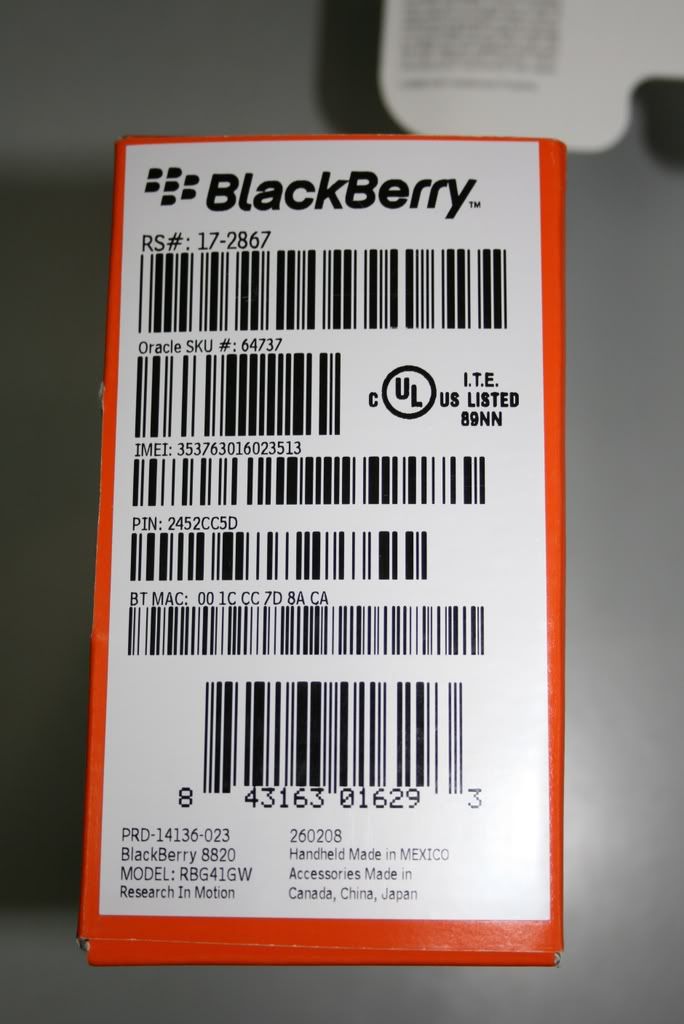 BlackBerry™
RS#: 17-2867
Oracle SKU #: 64737
C UL US LISTED
I.T.E.
89NN
IMEI: 353763016023513
PIN: 2452CC5D
BT MAC: 00 1C CC 7D 8A CA
8 43163 01629 3
PRD-14136-023
BlackBerry 8820
MODEL: RBG41GW
Research In Motion
260208
Handheld Made in MEXICO
Accessories Made in
Canada, China, Japan